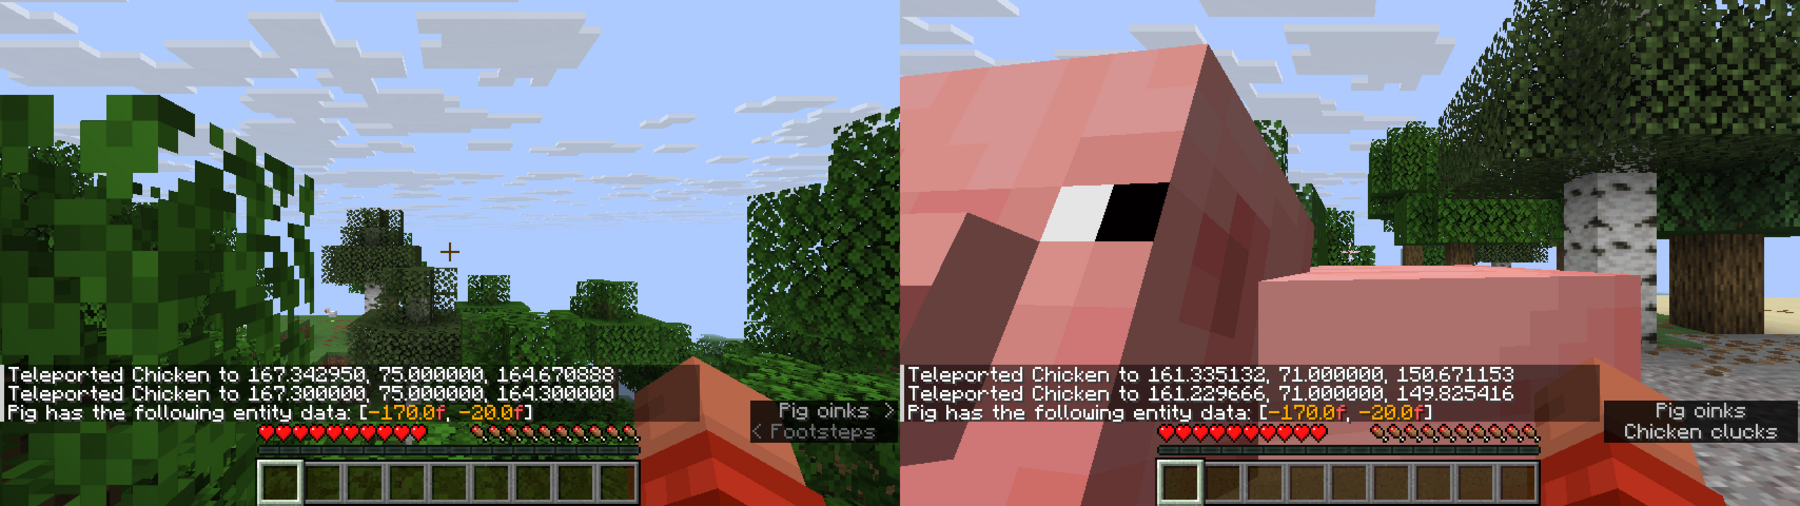 Teleported Chicken to 167.342950, 75.000000, 164.670888
Teleported Chicken to 167.300000, 75.000000, 164.300000
Pig has the following entity data: [-170.0f, -20.0f]
Pig oinks >
< Footsteps
Teleported Chicken to 161.335132, 71.000000, 150.671153
Teleported Chicken to 161.229666, 71.000000, 149.825416
Pig has the following entity data: [-170.0f, -20.0f]
Pig oinks
Chicken clucks